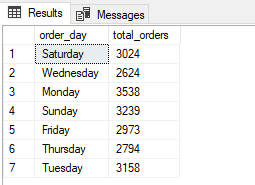 Results Messages
order_day total_orders
1 Saturday 3024
2 Wednesday 2624
3 Monday 3538
4 Sunday 3239
5 Friday 2973
6 Thursday 2794
7 Tuesday 3158